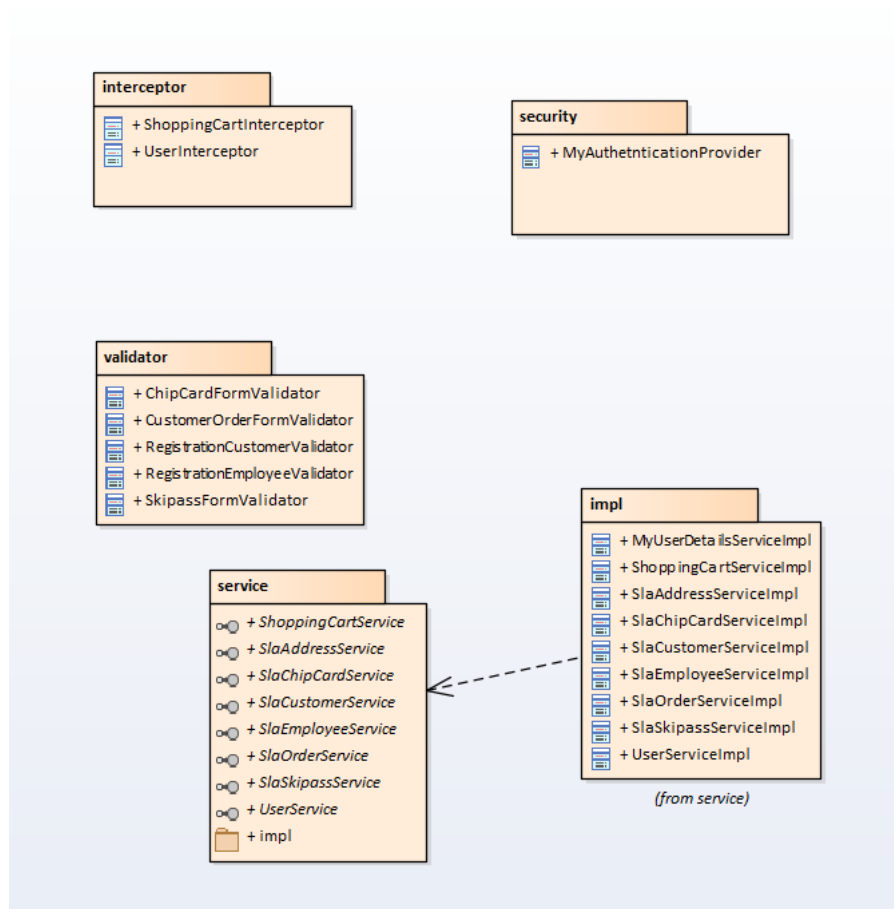 interceptor
+ ShoppingCartInterceptor
+ UserInterceptor
security
+ MyAuthetnticationProvider
validator
+ ChipCardFormValidator
+ CustomerOrderFormValidator
+ RegistrationCustomerValidator
+ RegistrationEmployeeValidator
+ SkipassFormValidator
service
+ ShoppingCartService
+ SlaAddressService
+ SlaChipCardService
+ SlaCustomerService
+ SlaEmployeeService
+ SlaOrderService
+ SlaSkipassService
+ UserService
+ impl
impl
+ MyUserDetailsServiceImpl
+ ShoppingCartServiceImpl
+ SlaAddressServiceImpl
+ SlaChipCardServiceImpl
+ SlaCustomerServiceImpl
+ SlaEmployeeServiceImpl
+ SlaOrderServiceImpl
+ SlaSkipassServiceImpl
+ UserServiceImpl
(from service)